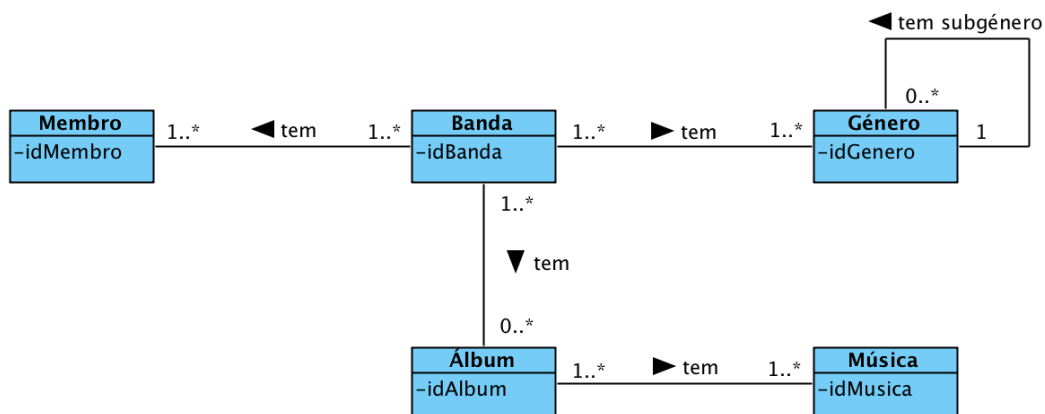 tem subgénero
0..*
Membro
-idMembro
1..*
tem
1..*
Banda
-idBanda
1..*
tem
1..*
Género
-idGenero
1
1..*
tem
0..*
Álbum
-idAlbum
1..*
tem
1..*
Música
-idMusica